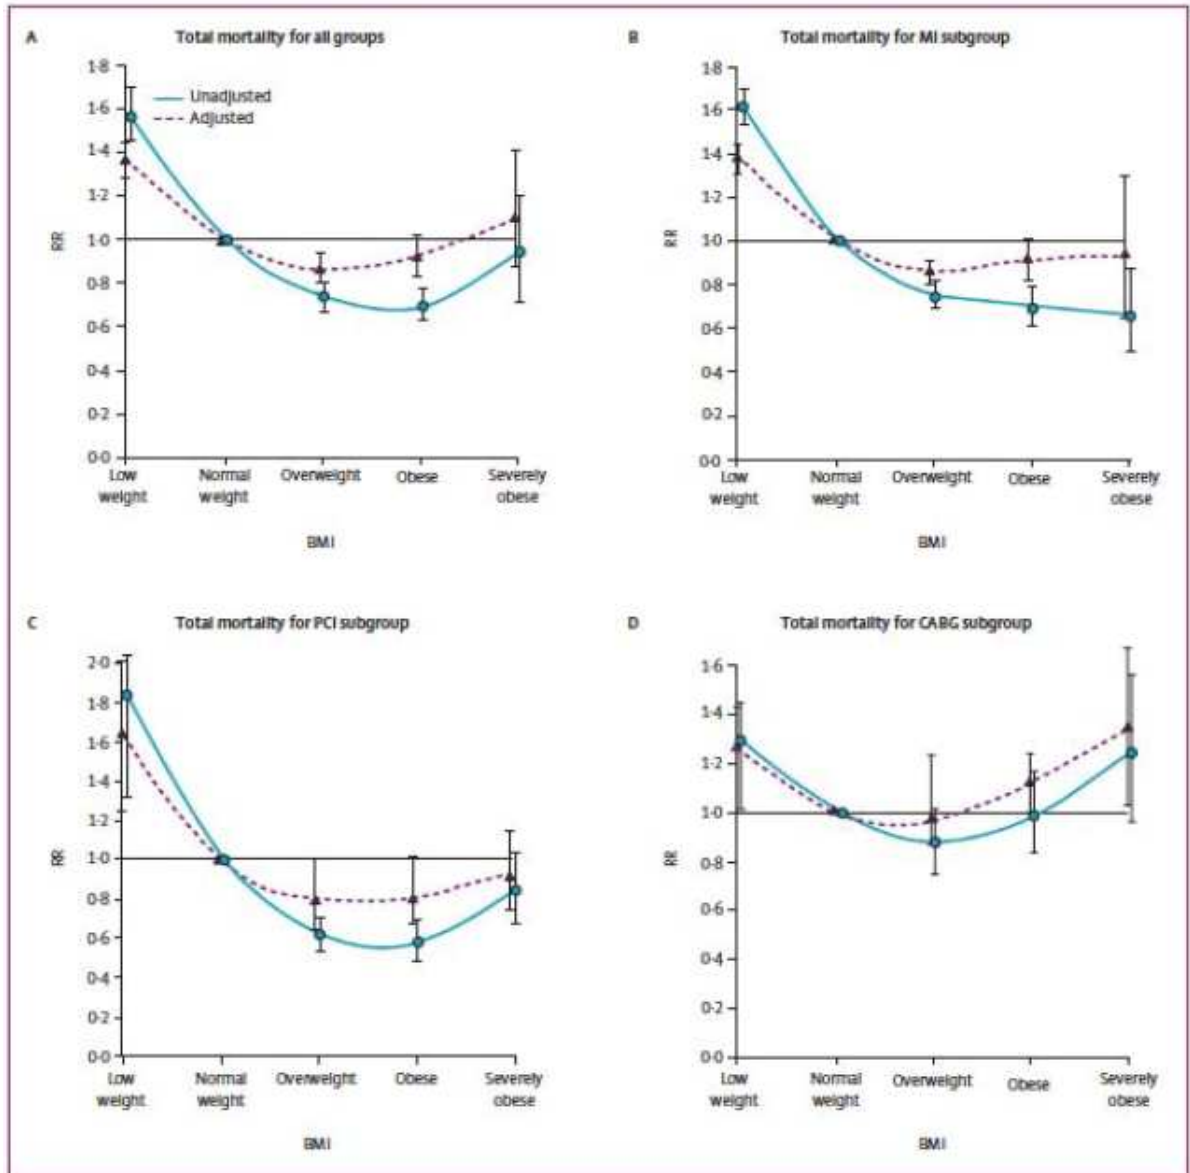 A Total mortality for all groups
1·8
1·6
1·4
1·2
1·0
0·8
0·6
0·4
0·2
0·0
RR
Unadjusted
Adjusted
Low weight
Normal weight
Overweight
Obese
Severely obese
BMI
B Total mortality for MI subgroup
1·8
1·6
1·4
1·2
1·0
0·8
0·6
0·4
0·2
0·0
RR
Low weight
Normal weight
Overweight
Obese
Severely obese
BMI
C Total mortality for PCI subgroup
2·0
1·8
1·6
1·4
1·2
1·0
0·8
0·6
0·4
0·2
0·0
RR
Low weight
Normal weight
Overweight
Obese
Severely obese
BMI
D Total mortality for CABG subgroup
1·6
1·4
1·2
1·0
0·8
0·6
0·4
0·2
0·0
RR
Low weight
Normal weight
Overweight
Obese
Severely obese
BMI